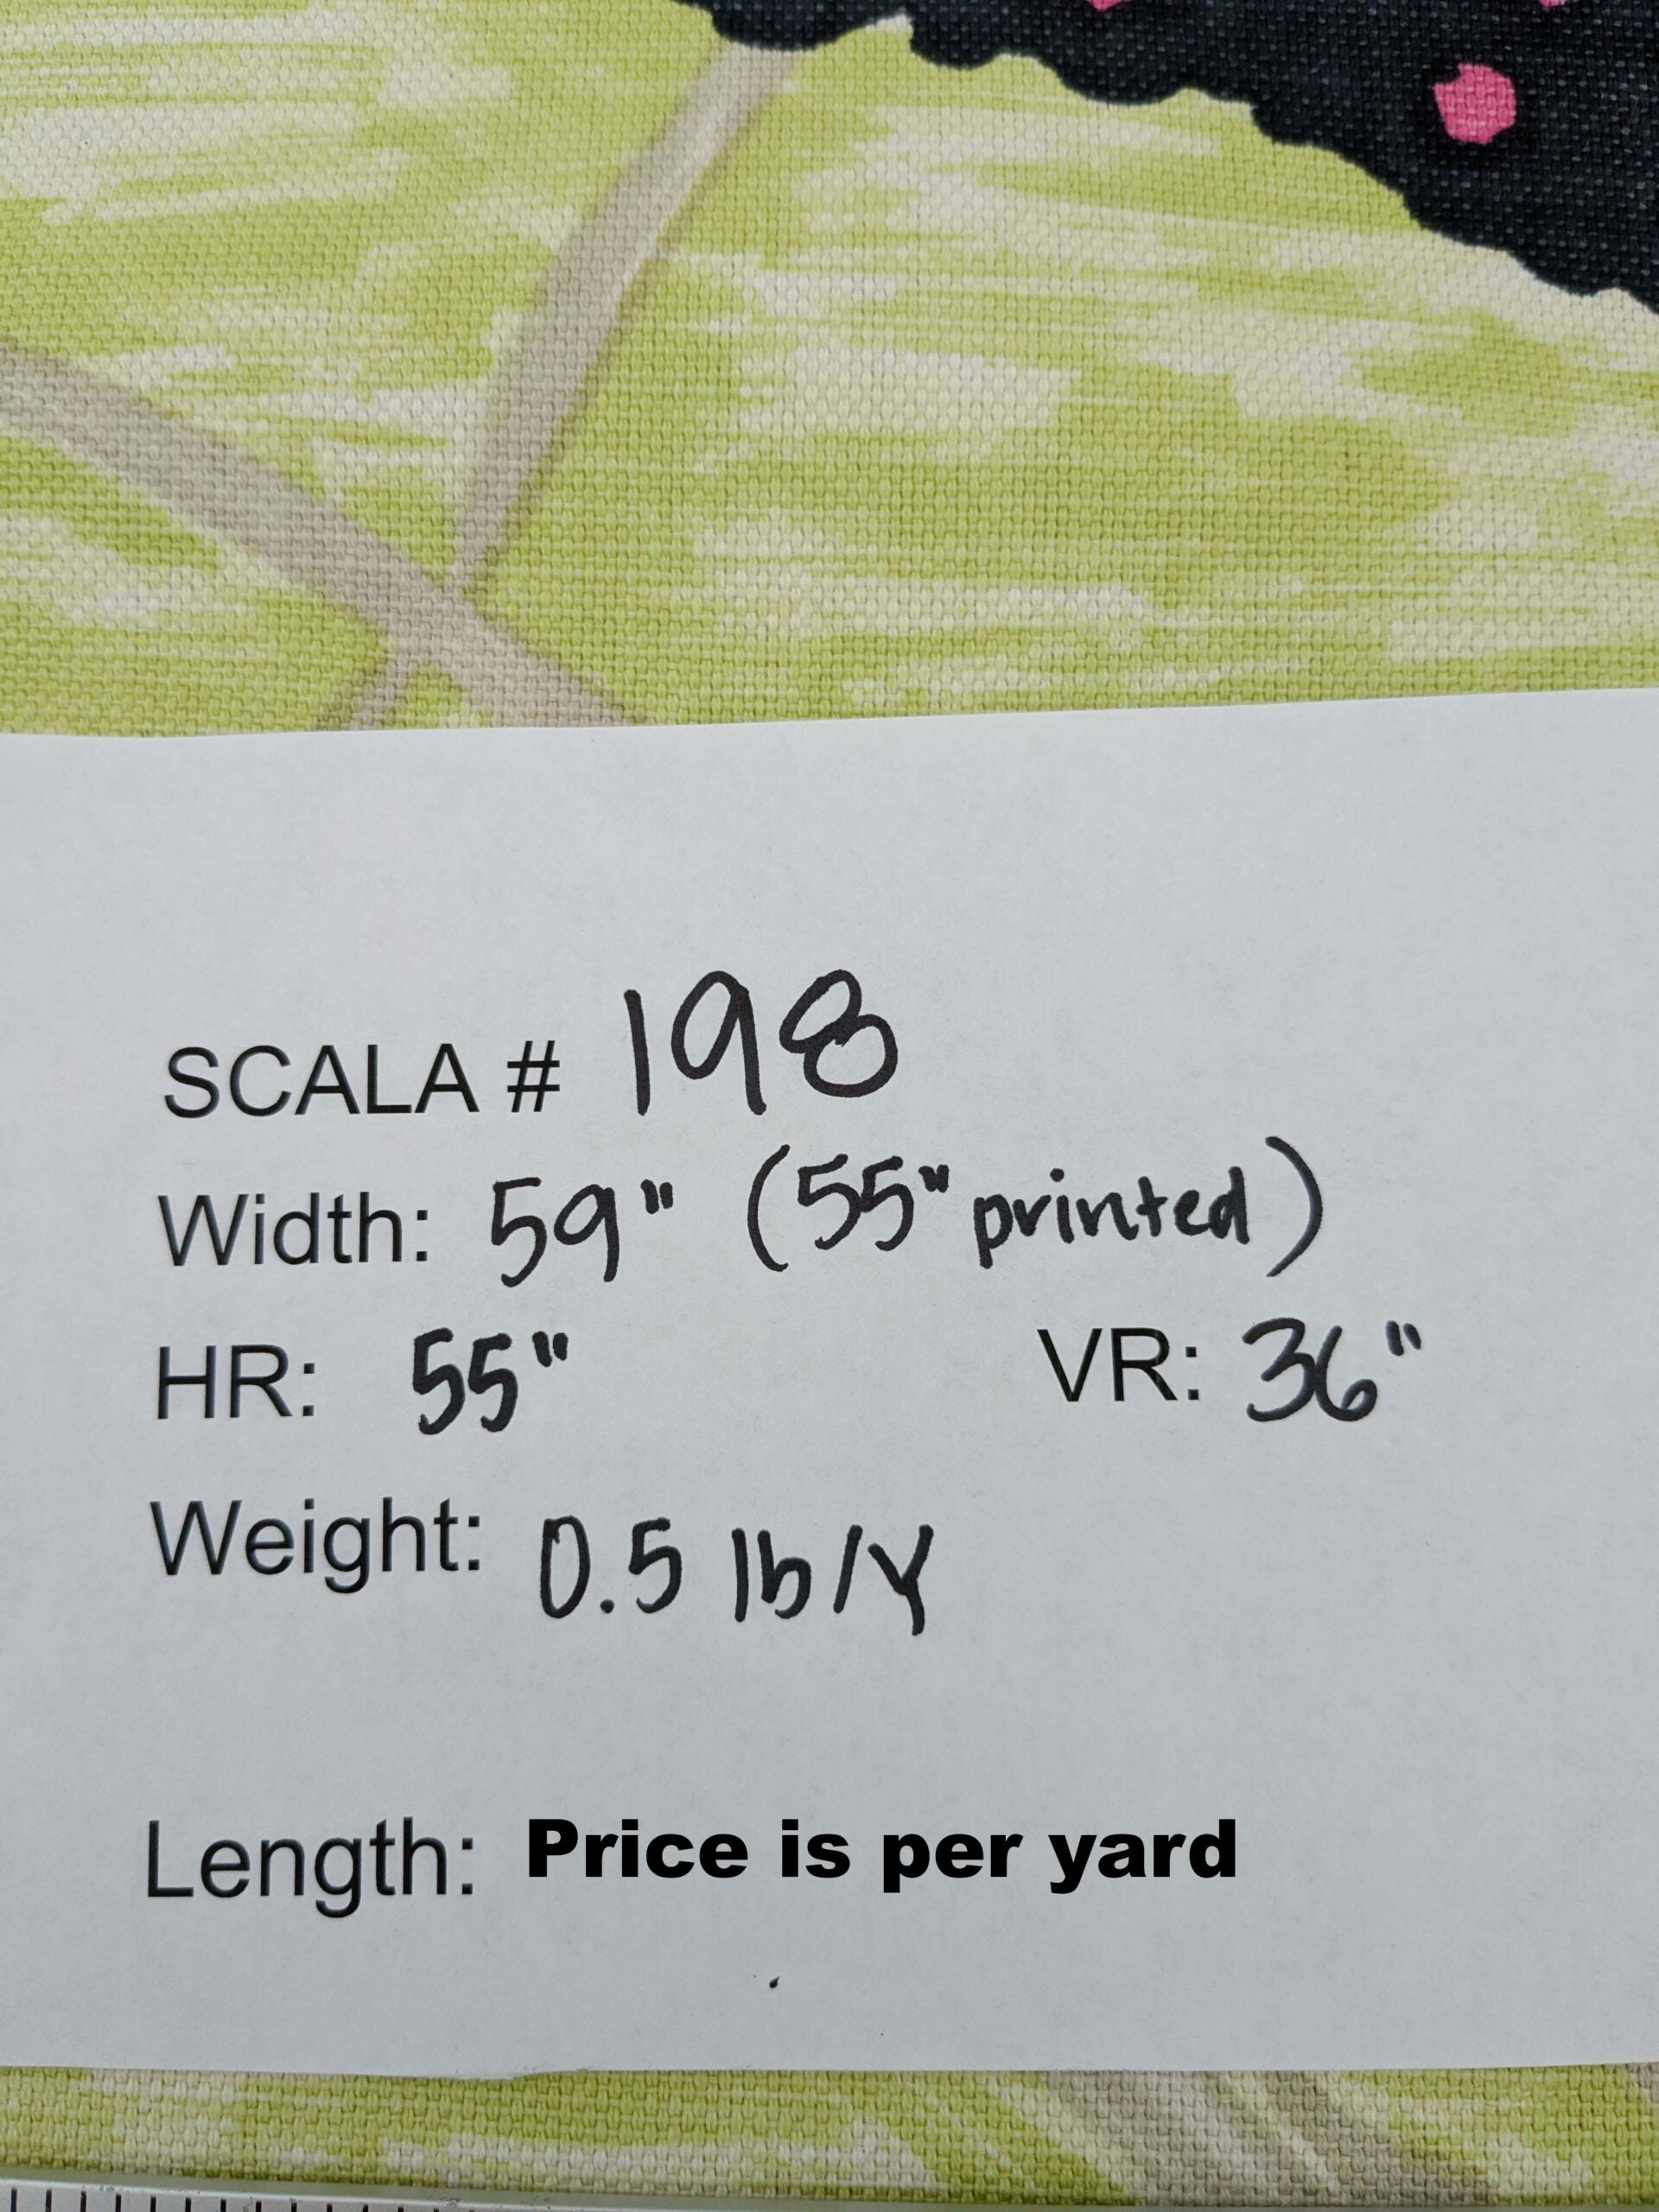 SCALA # 198
Width: 59" (55" printed)
HR: 55" VR: 36"
Weight: 0.5 lb/Y
Length: Price is per yard